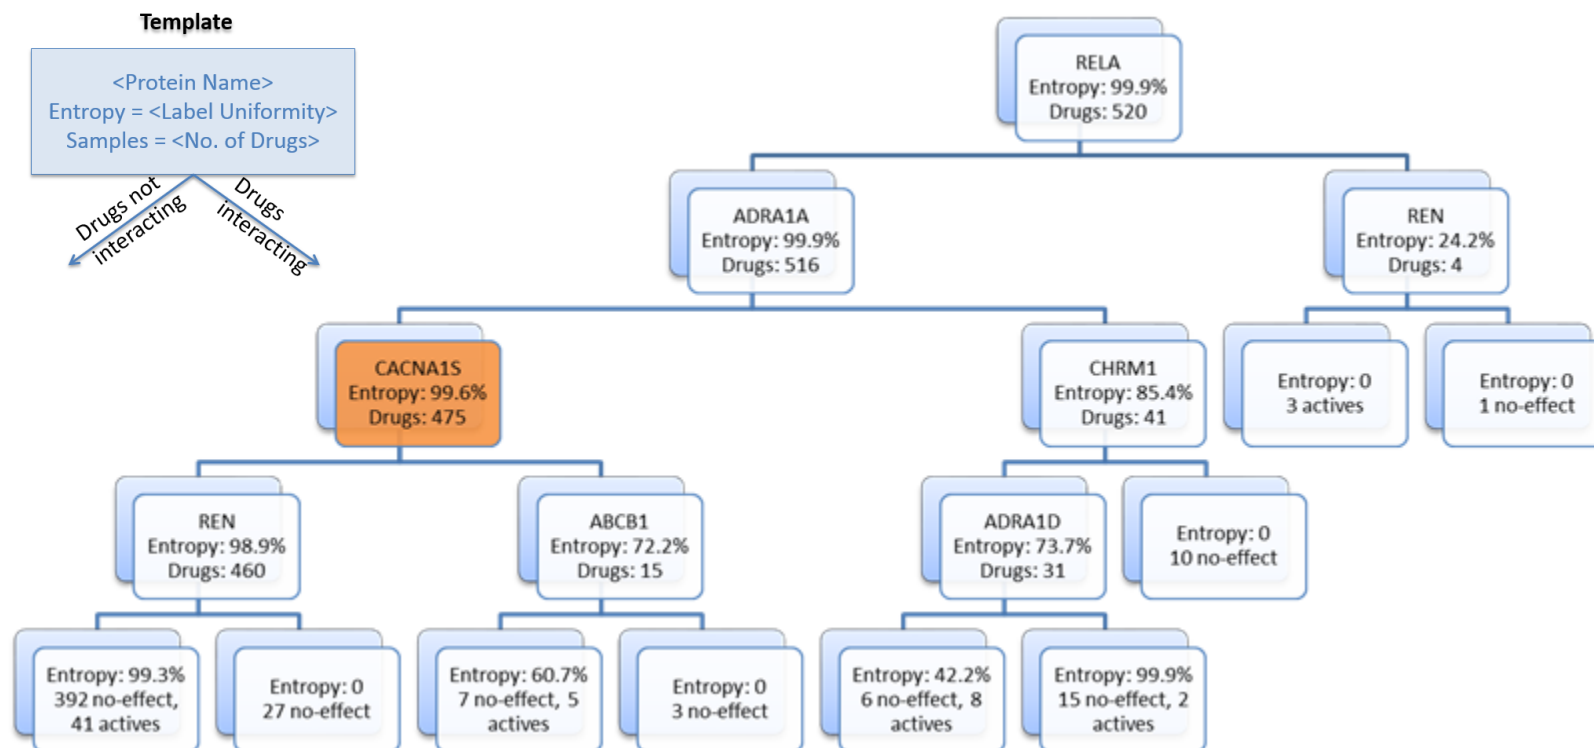 Template
<Protein Name>
Entropy = <Label Uniformity>
Samples = <No. of Drugs>
Drugs not
interacting
Drugs
interacting
RELA
Entropy: 99.9%
Drugs: 520
ADRA1A
Entropy: 99.9%
Drugs: 516
REN
Entropy: 24.2%
Drugs: 4
CACNA1S
Entropy: 99.6%
Drugs: 475
CHRM1
Entropy: 85.4%
Drugs: 41
Entropy: 0
3 actives
Entropy: 0
1 no-effect
REN
Entropy: 98.9%
Drugs: 460
ABCB1
Entropy: 72.2%
Drugs: 15
ADRA1D
Entropy: 73.7%
Drugs: 31
Entropy: 0
10 no-effect
Entropy: 99.3%
392 no-effect,
41 actives
Entropy: 0
27 no-effect
Entropy: 60.7%
7 no-effect, 5
actives
Entropy: 0
3 no-effect
Entropy: 42.2%
6 no-effect, 8
actives
Entropy: 99.9%
15 no-effect, 2
actives